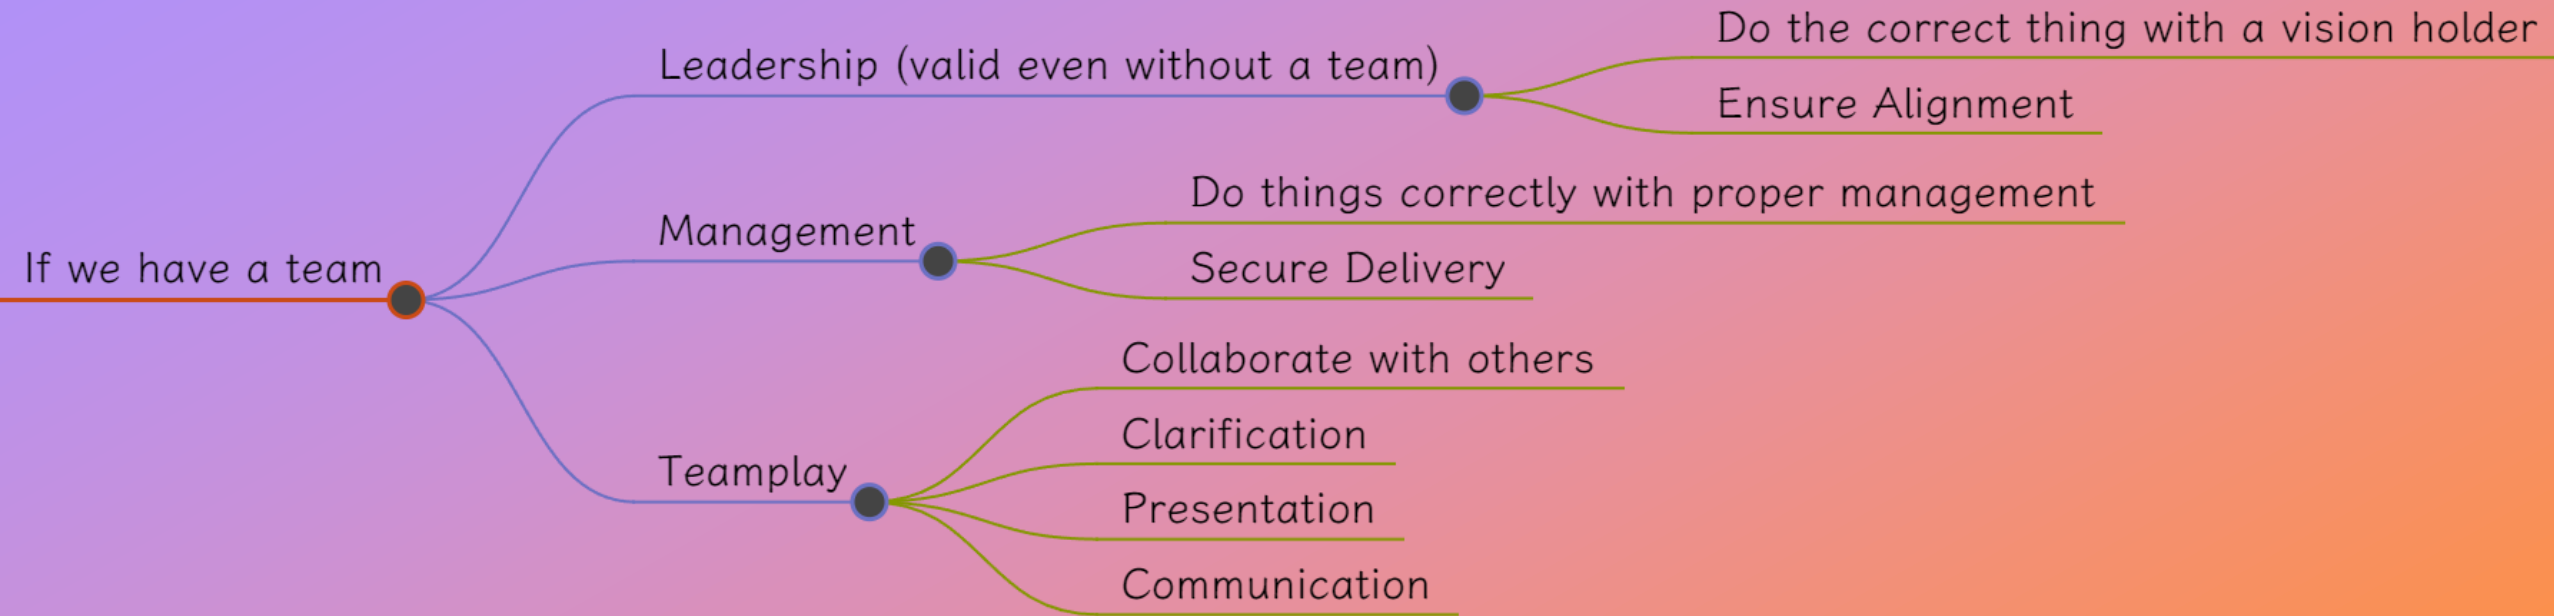 If we have a team
Leadership (valid even without a team)
Do the correct thing with a vision holder
Ensure Alignment
Management
Do things correctly with proper management
Secure Delivery
Teamplay
Collaborate with others
Clarification
Presentation
Communication